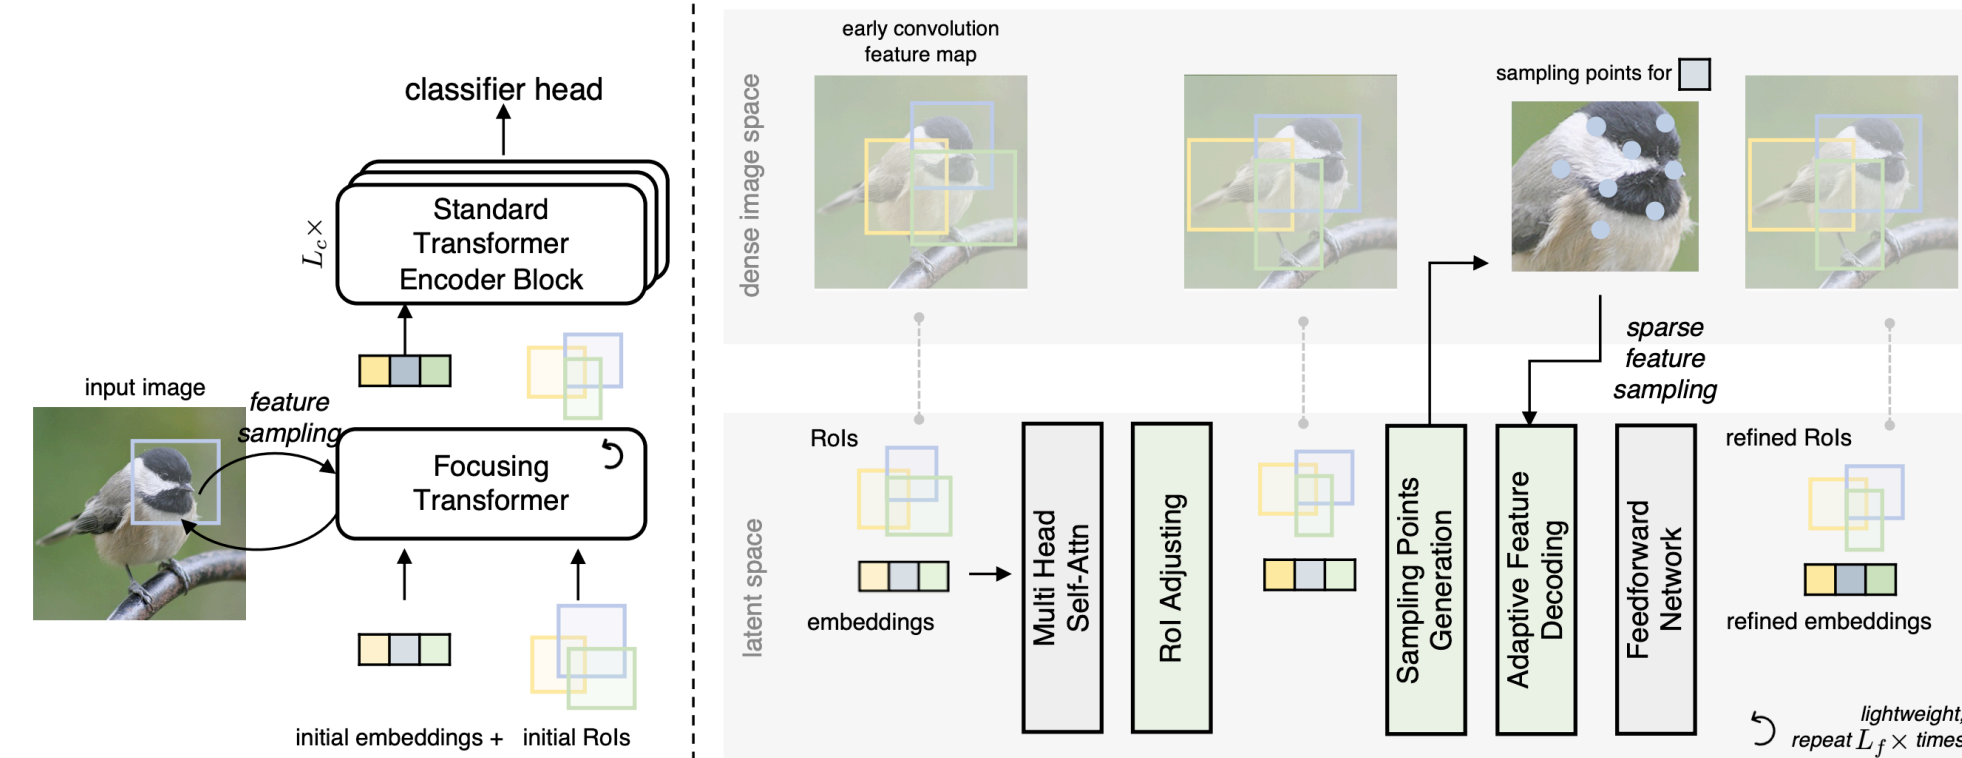 classifier head
Standard
Transformer
Encoder Block
L_c ×
input image
feature
sampling
Focusing
Transformer
initial embeddings + initial RoIs
dense image space
early convolution
feature map
sampling points for
sparse
feature
sampling
latent space
RoIs
embeddings
Multi Head
Self-Attn
RoI Adjusting
Sampling Points
Generation
Adaptive Feature
Decoding
Feedforward
Network
refined RoIs
refined embeddings
lightweight,
repeat L_f × times